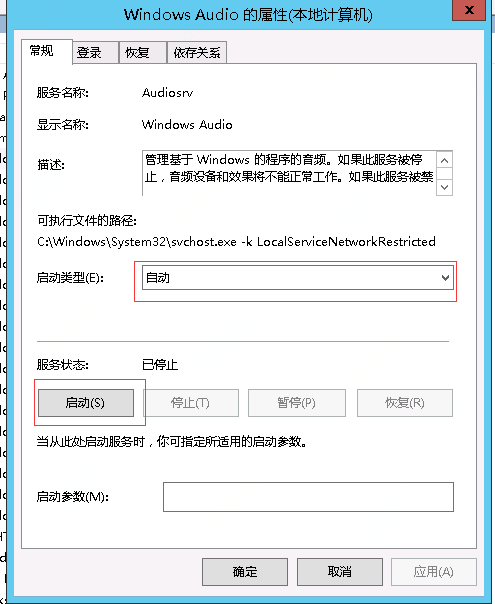 Windows Audio 的属性(本地计算机)
x
常规 登录 恢复 依存关系
服务名称: Audiosrv
显示名称: Windows Audio
描述: 管理基于 Windows 的程序的音频。如果此服务被停
止，音频设备和效果将不能正常工作。如果此服务被禁
可执行文件的路径:
C:\Windows\System32\svchost.exe -k LocalServiceNetworkRestricted
启动类型(E): 自动
服务状态: 已停止
启动(S) 停止(T) 暂停(P) 恢复(R)
当从此处启动服务时，你可指定所适用的启动参数。
启动参数(M):
确定 取消 应用(A)